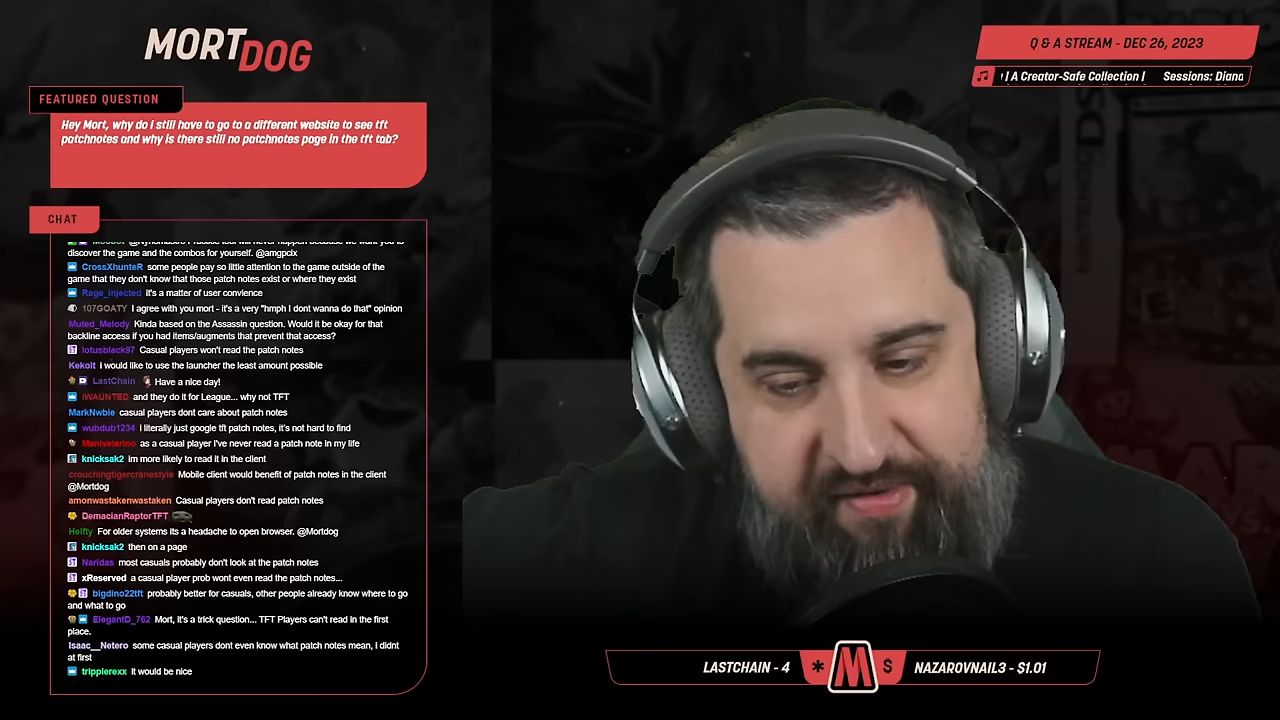 MORTDOG
Q & A STREAM - DEC 26, 2023
| A Creator-Safe Collection | Sessions: Diana
FEATURED QUESTION
Hey Mort, why do i still have to go to a different website to see tft
patchnotes and why is there still no patchnotes page in the tft tab?
CHAT
discover the game and the combos for yourself. @amgpcix
CrossXhunteR some people pay so little attention to the game outside of the
game that they don't know that those patch notes exist or where they exist
Rage_Injected it's a matter of user convience
107GOATY I agree with you mort - it's a very "hmph I dont wanna do that" opinion
Muted_Melody Kinda based on the Assassin question. Would it be okay for that
backline access if you had items/augments that prevent that access?
lotusblack97 Casual players won't read the patch notes
Kekolt I would like to use the launcher the least amount possible
LastChain Have a nice day!
IWAUNTED and they do it for League... why not TFT
MarkNwbie casual players dont care about patch notes
wubdub1234 I literally just google tft patch notes, it's not hard to find
Manivelarino as a casual player I've never read a patch note in my life
knicksak2 im more likely to read it in the client
crouchingtigercranestyle Mobile client would benefit of patch notes in the client
@Mortdog
amonwastakenwastaken Casual players don't read patch notes
DemacianRaptorTFT
Helfty For older systems its a headache to open browser. @Mortdog
knicksak2 then on a page
Naridas most casuals probably don't look at the patch notes
xReserved a casual player prob wont even read the patch notes...
bigdino22tft probably better for casuals, other people already know where to go
and what to go
ElegantD_762 Mort, it's a trick question... TFT Players can't read in the first
place.
Isaac__Netero some casual players dont even know what patch notes mean, I didnt
at first
tripplerexx it would be nice
LASTCHAIN - 4 * M $ NAZAROVNAIL3 - $1.01